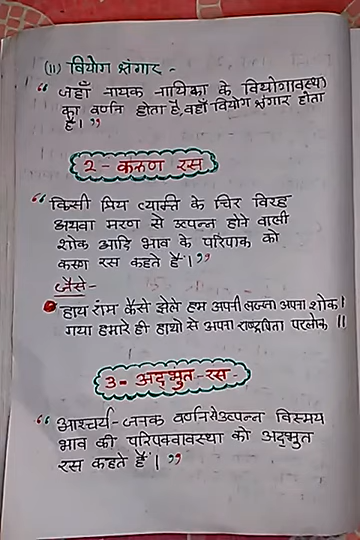 (11) वियोग श्रंगार -
“जहाँ नायक नायिका के वियोगावस्था
का वर्णन होता है, वहाँ वियोग श्रंगार होता
है।”
2 - करुण रस
“किसी प्रिय व्यक्ति के चिर विरह
अथवा मरण से उत्पन्न होने वाली
शोक आदि भाव के परिपाक को
करुण रस कहते हैं।”
जैसे-
हाय राम कैसे झेले हम अपनी लज्जा अपना शोक।
गया हमारे ही हाथो से अपना राष्ट्रपिता परलोक ॥
3- अद्भुत-रस-
“आश्चर्य-जनक वर्णन से उत्पन्न विस्मय
भाव की परिपक्वावस्था को अद्भुत
रस कहते हैं।”